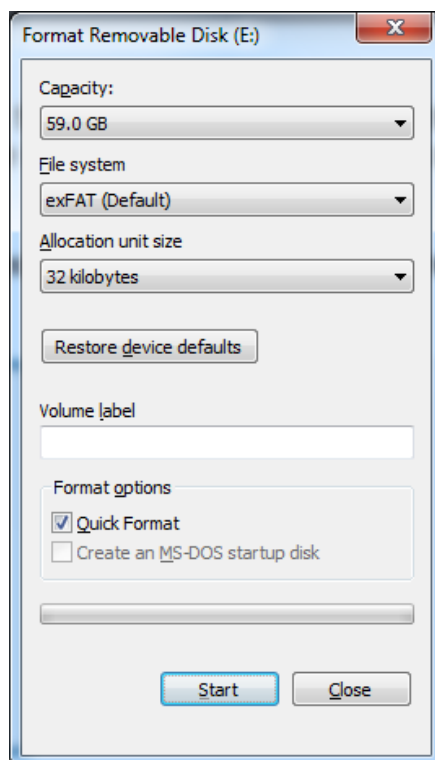 Format Removable Disk (E:)
Capacity:
59.0 GB
File system
exFAT (Default)
Allocation unit size
32 kilobytes
Restore device defaults
Volume label
Format options
Quick Format
Create an MS-DOS startup disk
Start
Close